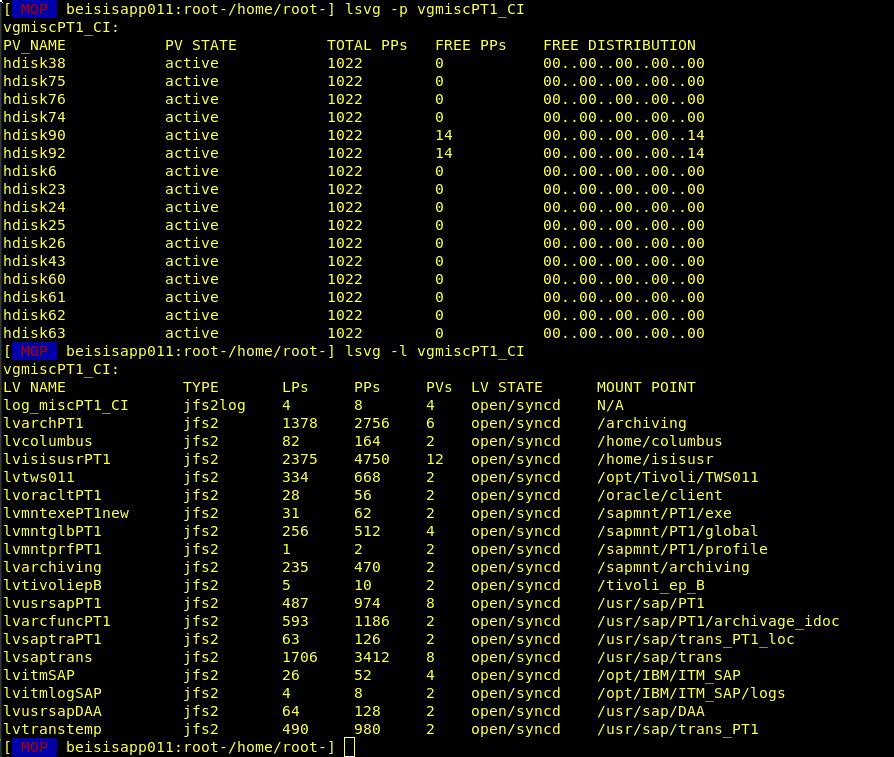 [ MOP  beisisapp011:root-/home/root-] lsvg -p vgmiscPT1_CI
vgmiscPT1_CI:
PV_NAME           PV STATE          TOTAL PPs   FREE PPs    FREE DISTRIBUTION
hdisk38           active            1022        0           00..00..00..00..00
hdisk75           active            1022        0           00..00..00..00..00
hdisk76           active            1022        0           00..00..00..00..00
hdisk74           active            1022        0           00..00..00..00..00
hdisk90           active            1022        14          00..00..00..00..14
hdisk92           active            1022        14          00..00..00..00..14
hdisk6            active            1022        0           00..00..00..00..00
hdisk23           active            1022        0           00..00..00..00..00
hdisk24           active            1022        0           00..00..00..00..00
hdisk25           active            1022        0           00..00..00..00..00
hdisk26           active            1022        0           00..00..00..00..00
hdisk43           active            1022        0           00..00..00..00..00
hdisk60           active            1022        0           00..00..00..00..00
hdisk61           active            1022        0           00..00..00..00..00
hdisk62           active            1022        0           00..00..00..00..00
hdisk63           active            1022        0           00..00..00..00..00
[ MOP  beisisapp011:root-/home/root-] lsvg -l vgmiscPT1_CI
vgmiscPT1_CI:
LV NAME             TYPE       LPs     PPs     PVs  LV STATE      MOUNT POINT
log_miscPT1_CI      jfs2log    4       8       4    open/syncd    N/A
lvarchPT1           jfs2       1378    2756    6    open/syncd    /archiving
lvcolumbus          jfs2       82      164     2    open/syncd    /home/columbus
lvisisusrPT1        jfs2       2375    4750    12   open/syncd    /home/isisusr
lvtws011            jfs2       334     668     2    open/syncd    /opt/Tivoli/TWS011
lvoracltPT1         jfs2       28      56      2    open/syncd    /oracle/client
lvmntexePT1new      jfs2       31      62      2    open/syncd    /sapmnt/PT1/exe
lvmntglbPT1         jfs2       256     512     4    open/syncd    /sapmnt/PT1/global
lvmntprfPT1         jfs2       1       2       2    open/syncd    /sapmnt/PT1/profile
lvarchiving         jfs2       235     470     2    open/syncd    /sapmnt/archiving
lvtivoliepB         jfs2       5       10      2    open/syncd    /tivoli_ep_B
lvusrsapPT1         jfs2       487     974     8    open/syncd    /usr/sap/PT1
lvarcfuncPT1        jfs2       593     1186    2    open/syncd    /usr/sap/PT1/archivage_idoc
lvsaptraPT1         jfs2       63      126     2    open/syncd    /usr/sap/trans_PT1_loc
lvsaptrans          jfs2       1706    3412    8    open/syncd    /usr/sap/trans
lvitmSAP            jfs2       26      52      4    open/syncd    /opt/IBM/ITM_SAP
lvitmlogSAP         jfs2       4       8       2    open/syncd    /opt/IBM/ITM_SAP/logs
lvusrsapDAA         jfs2       64      128     2    open/syncd    /usr/sap/DAA
lvtranstemp         jfs2       490     980     2    open/syncd    /usr/sap/trans_PT1
[ MOP  beisisapp011:root-/home/root-]